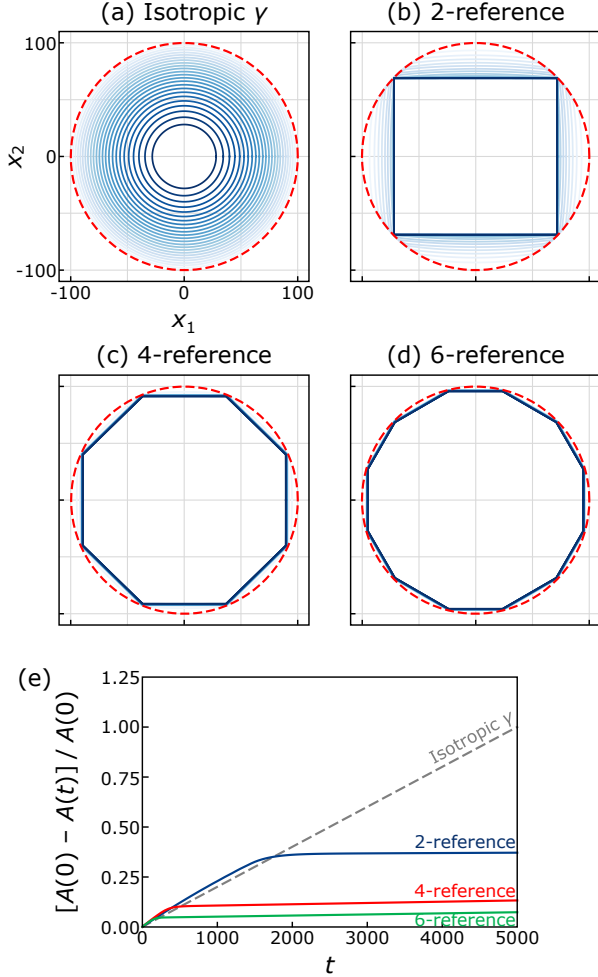 (a) Isotropic γ
(b) 2-reference
100
0
-100
x₂
-100 0 100
x₁
(c) 4-reference
(d) 6-reference
(e)
[A(0) − A(t)] / A(0)
1.25
1.00
0.75
0.50
0.25
0.00
Isotropic γ
2-reference
4-reference
6-reference
0 1000 2000 3000 4000 5000
t